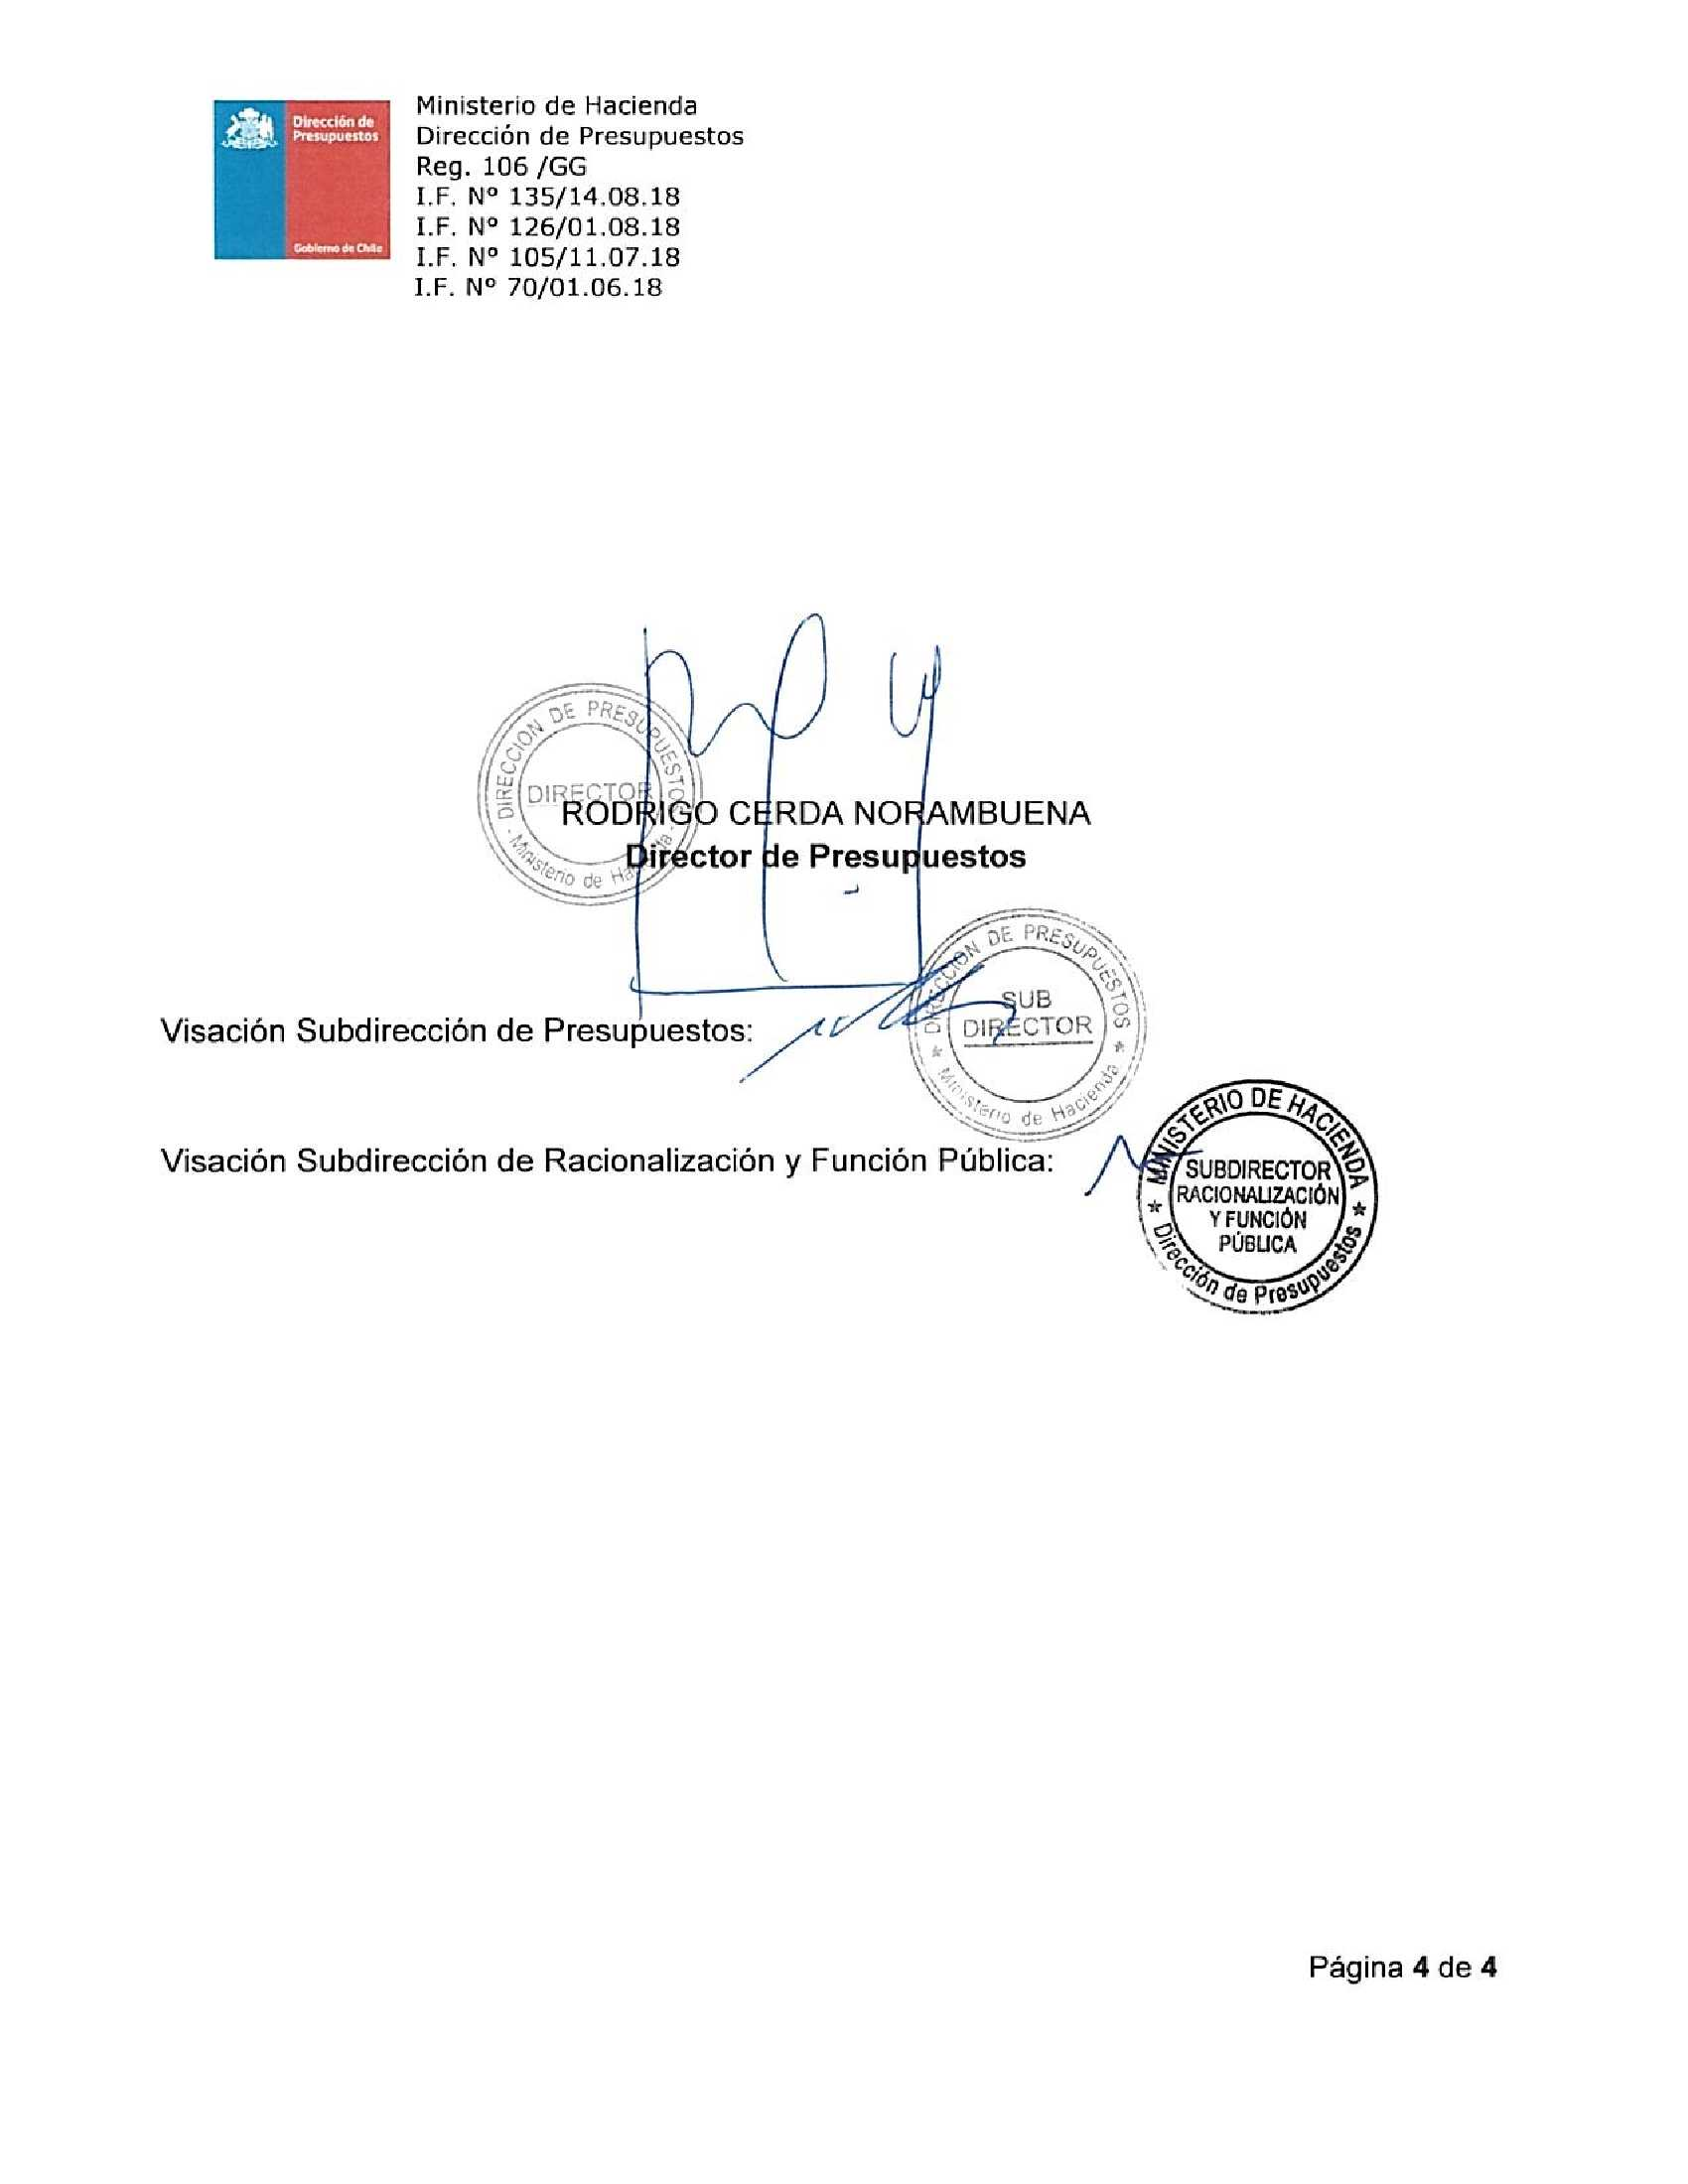 Dirección de
Presupuestos
Gobierno de Chile
Ministerio de Hacienda
Dirección de Presupuestos
Reg. 106 /GG
I.F. Nº 135/14.08.18
I.F. Nº 126/01.08.18
I.F. Nº 105/11.07.18
I.F. Nº 70/01.06.18
DIRECCION DE PRESUPUESTOS
DIRECTOR
Ministerio de Hacienda
RODRIGO CERDA NORAMBUENA
Director de Presupuestos
DIRECCION DE PRESUPUESTOS
SUB
DIRECTOR
Ministerio de Hacienda
Visación Subdirección de Presupuestos:
Visación Subdirección de Racionalización y Función Pública:
MINISTERIO DE HACIENDA
SUBDIRECTOR
RACIONALIZACIÓN
Y FUNCIÓN
PÚBLICA
Dirección de Presupuestos
Página 4 de 4